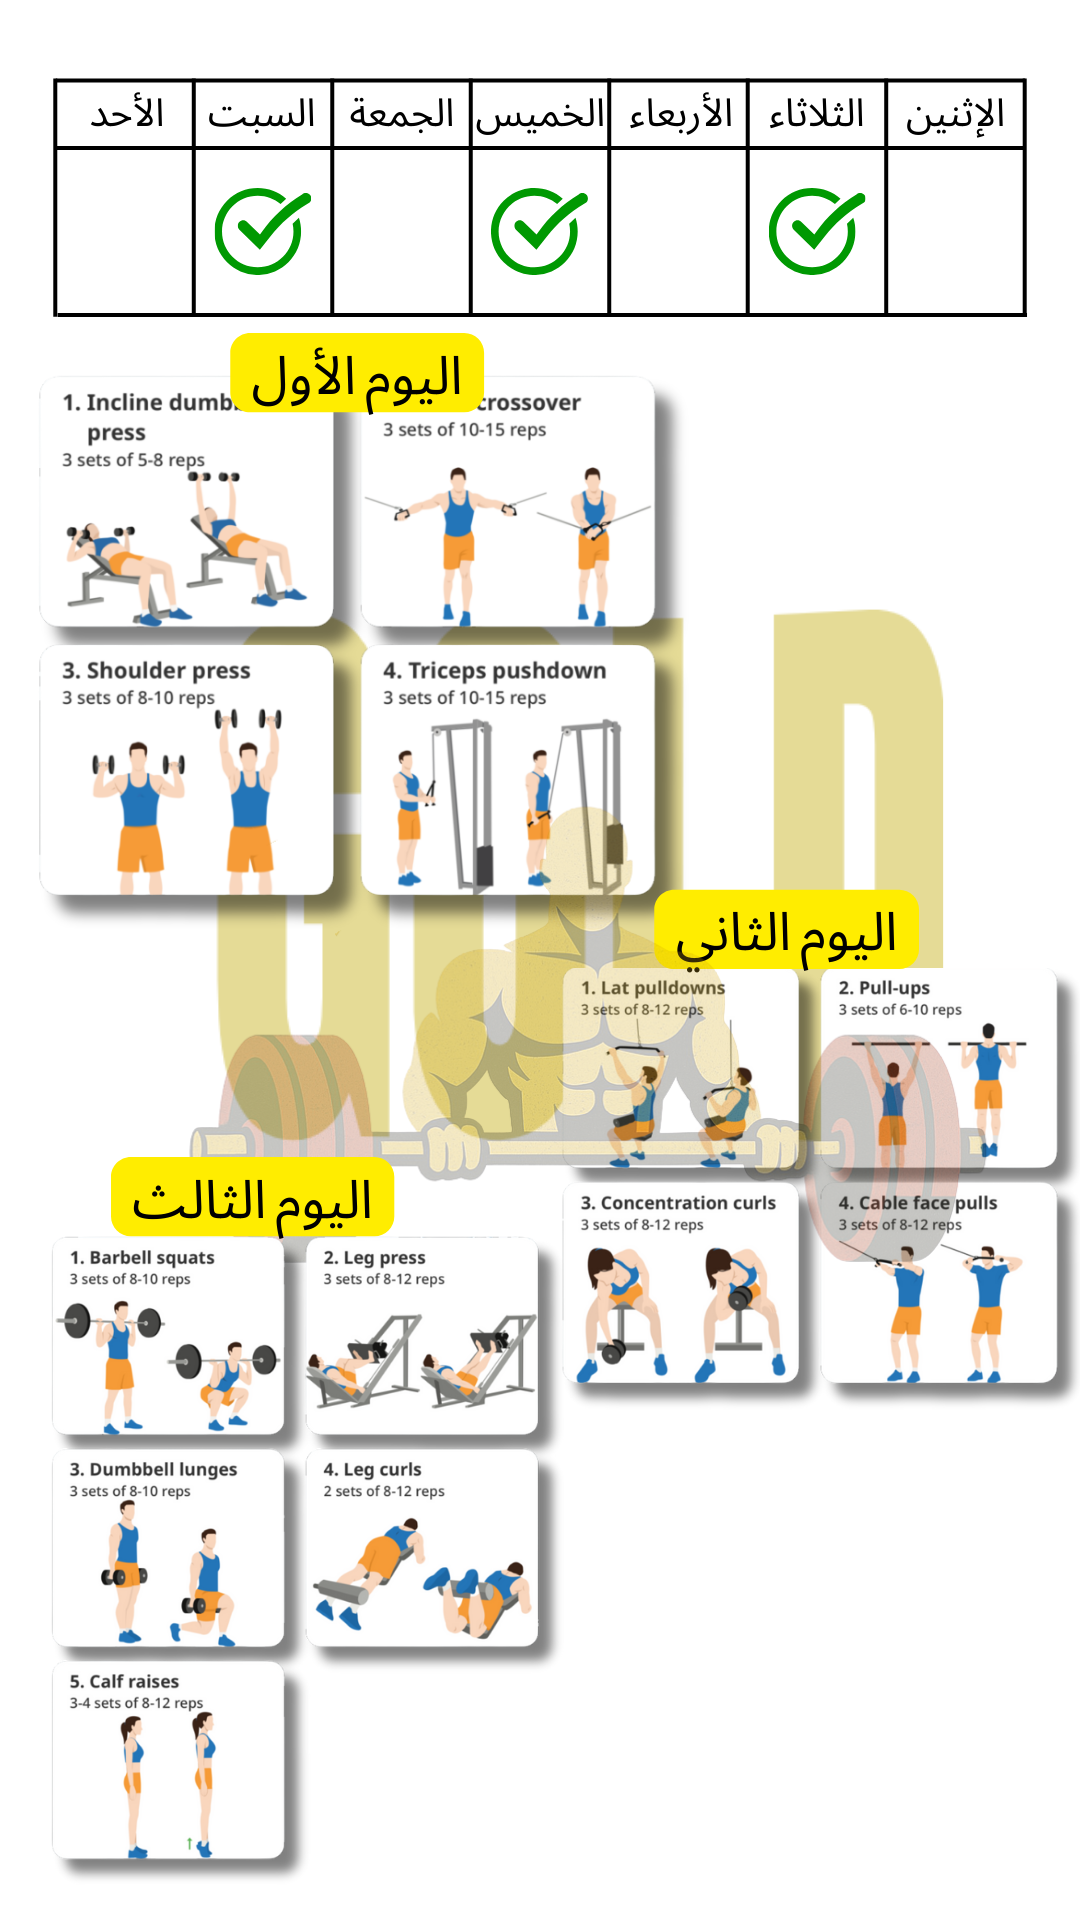 الإثنين الثلاثاء الأربعاء الخميس الجمعة السبت الأحد
اليوم الأول
1. Incline
press
3 sets of 5-8 reps
crossover
3 sets of 10-15 reps
3. Shoulder press
3 sets of 8-10 reps
4. Triceps pushdown
3 sets of 10-15 reps
GOLD
اليوم الثاني
1. Lat pulldowns
3 sets of 8-12 reps
2. Pull-ups
3 sets of 6-10 reps
3. Concentration curls
3 sets of 8-12 reps
4. Cable face pulls
3 sets of 8-12 reps
اليوم الثالث
1. Barbell squats
3 sets of 8-10 reps
2. Leg press
3 sets of 8-12 reps
3. Dumbbell lunges
3 sets of 8-10 reps
4. Leg curls
2 sets of 8-12 reps
5. Calf raises
3-4 sets of 8-12 reps